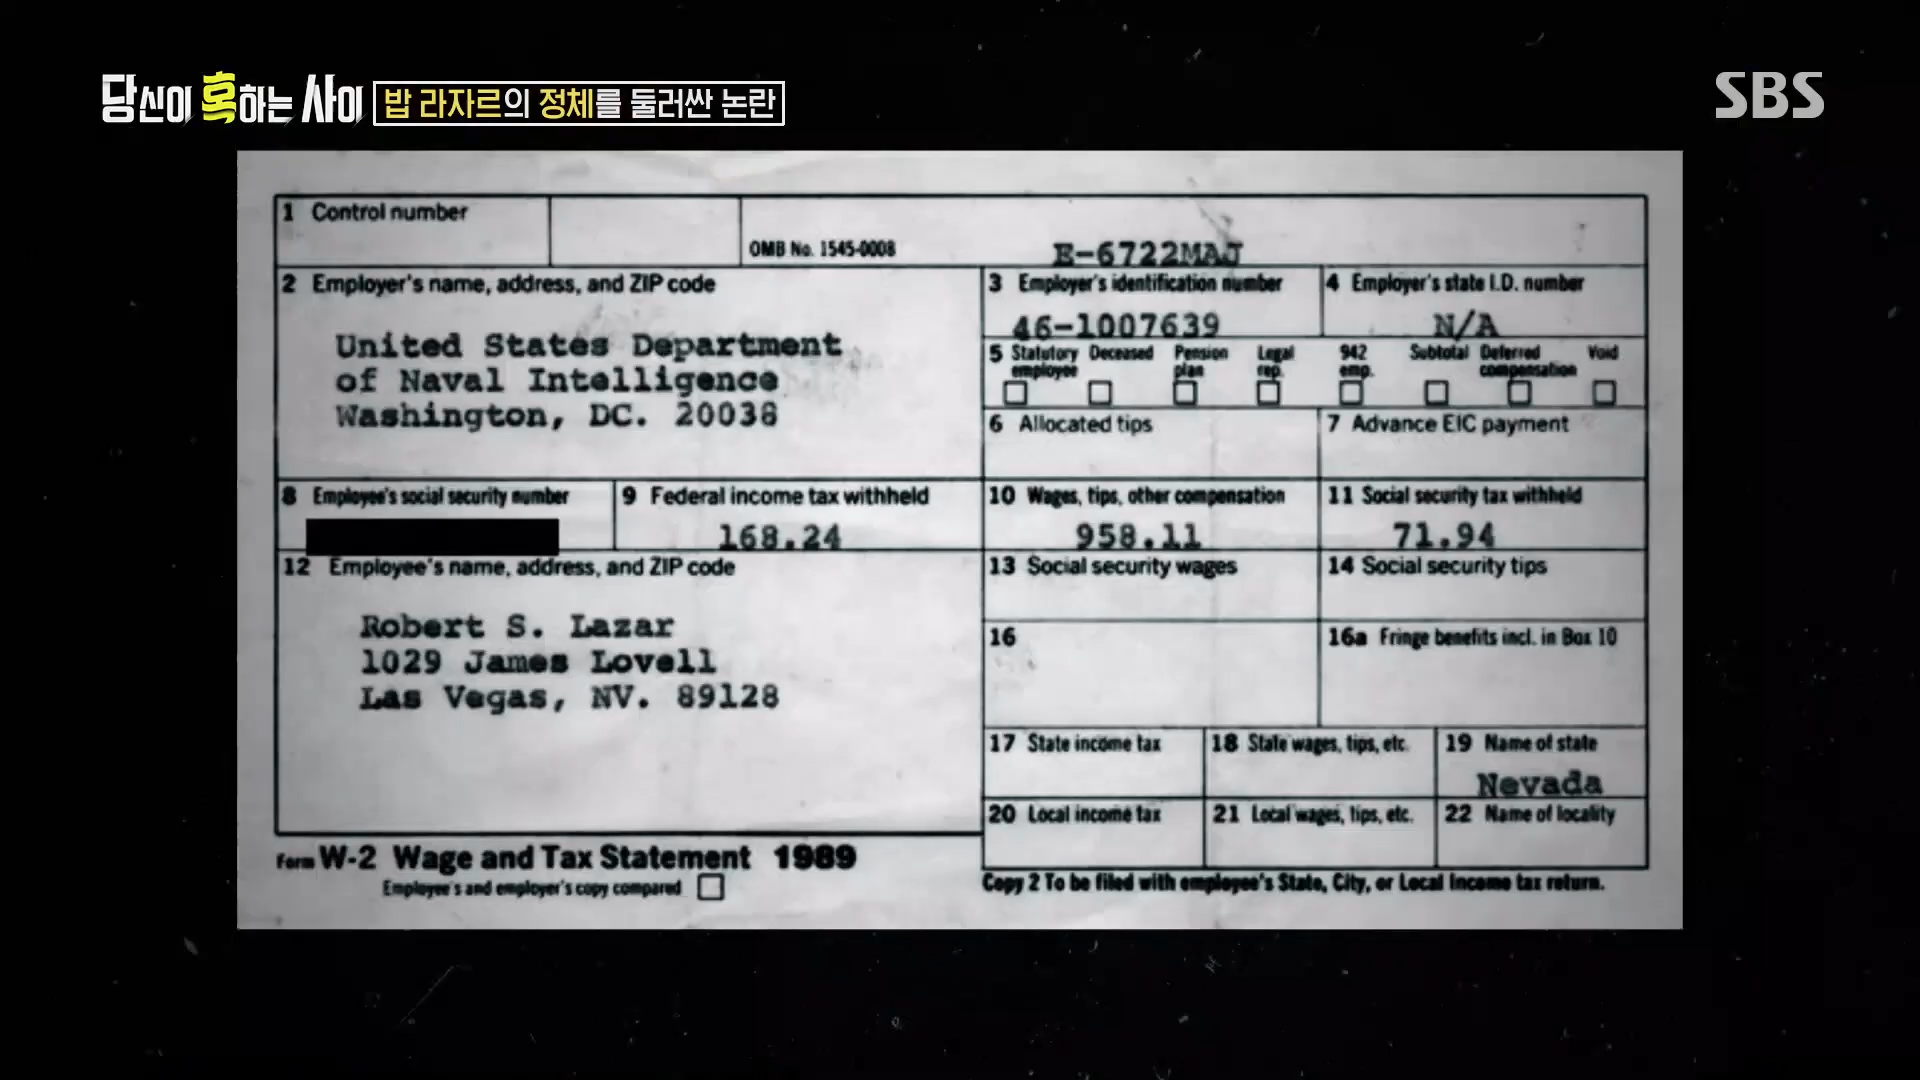 당신이 혹하는 사이
밥 라자르의 정체를 둘러싼 논란
SBS
1 Control number
OMB No. 1545-0008
E-6722MAJ
2 Employer's name, address, and ZIP code
United States Department
of Naval Intelligence
Washington, DC. 20038
3 Employer's identification number
46-1007639
4 Employer's state I.D. number
N/A
5 Statutory employee
Deceased
Pension plan
Legal rep.
942 emp.
Subtotal
Deferred compensation
Void
6 Allocated tips
7 Advance EIC payment
8 Employee's social security number
9 Federal income tax withheld
168.24
10 Wages, tips, other compensation
958.11
11 Social security tax withheld
71.94
12 Employee's name, address, and ZIP code
Robert S. Lazar
1029 James Lovell
Las Vegas, NV. 89128
13 Social security wages
14 Social security tips
16
16a Fringe benefits incl. in Box 10
17 State income tax
18 State wages, tips, etc.
19 Name of state
Nevada
20 Local income tax
21 Local wages, tips, etc.
22 Name of locality
Form W-2 Wage and Tax Statement 1989
Employee's and employer's copy compared
Copy 2 To be filed with employee's State, City, or Local Income tax return.